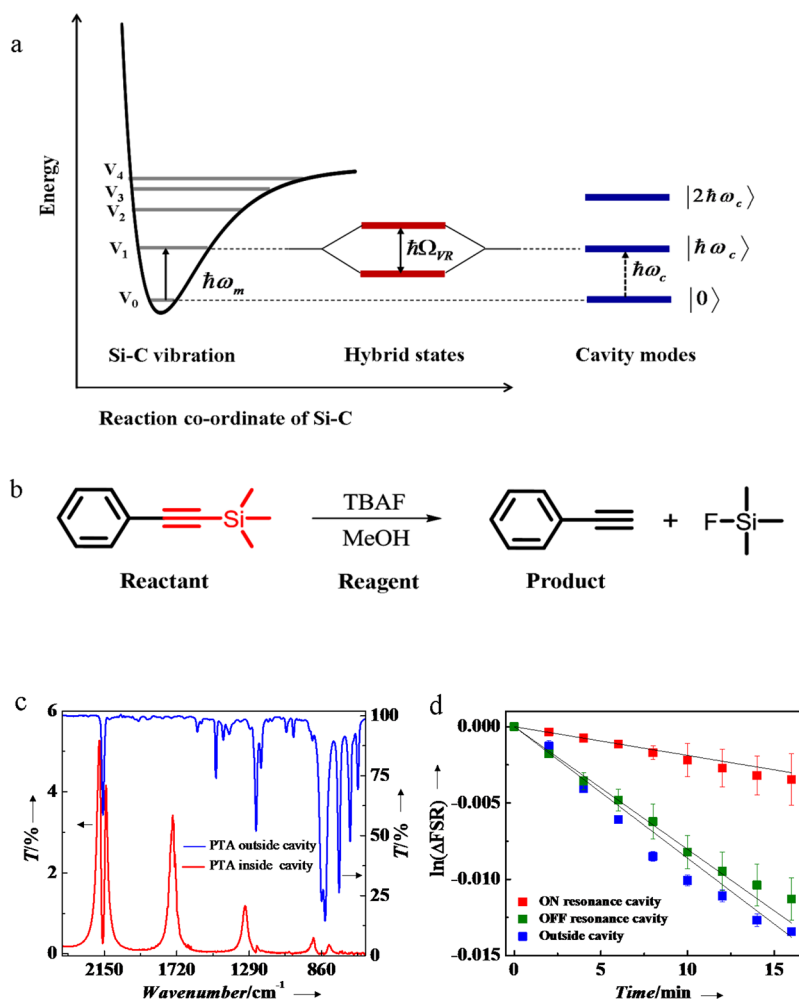 a
Energy
V4
V3
V2
V1
V0
ħωm
ħΩVR
ħωc
|2ħωc⟩
|ħωc⟩
|0⟩
Si-C vibration
Hybrid states
Cavity modes
Reaction co-ordinate of Si-C
b
Si
TBAF
MeOH
+
F
Si
Reactant
Reagent
Product
c
6
5
4
3
2
1
0
T/%
100
75
50
25
0
T/%
PTA outside cavity
PTA inside cavity
2150
1720
1290
860
Wavenumber/cm⁻¹
d
0.000
-0.005
-0.010
-0.015
ln(ΔFSR)
ON resonance cavity
OFF resonance cavity
Outside cavity
0
5
10
15
Time/min